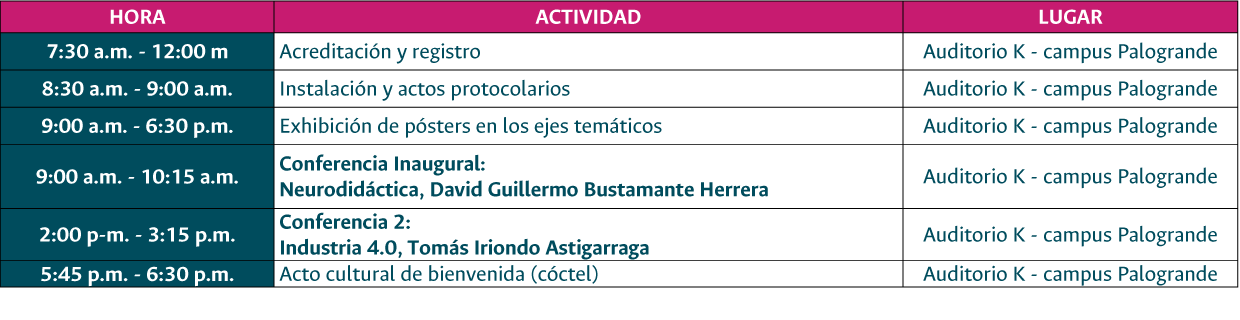 HORA ACTIVIDAD LUGAR
7:30 a.m. - 12:00 m Acreditación y registro Auditorio K - campus Palogrande
8:30 a.m. - 9:00 a.m. Instalación y actos protocolarios Auditorio K - campus Palogrande
9:00 a.m. - 6:30 p.m. Exhibición de pósters en los ejes temáticos Auditorio K - campus Palogrande
9:00 a.m. - 10:15 a.m. Conferencia Inaugural:
Neurodidáctica, David Guillermo Bustamante Herrera Auditorio K - campus Palogrande
2:00 p-m. - 3:15 p.m. Conferencia 2:
Industria 4.0, Tomás Iriondo Astigarraga Auditorio K - campus Palogrande
5:45 p.m. - 6:30 p.m. Acto cultural de bienvenida (cóctel) Auditorio K - campus Palogrande